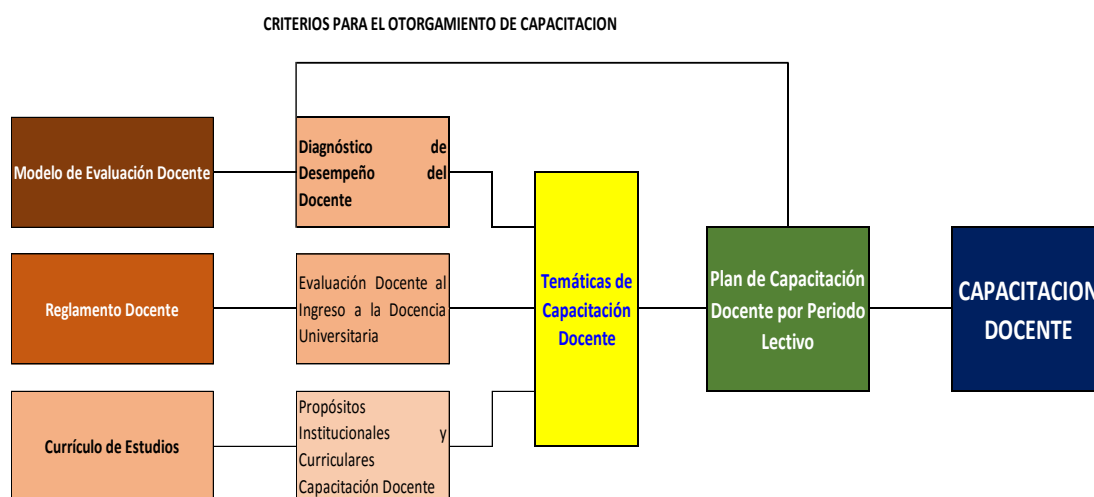 CRITERIOS PARA EL OTORGAMIENTO DE CAPACITACION
Modelo de Evaluación Docente
Diagnóstico de
Desempeño del
Docente
Reglamento Docente
Evaluación Docente al
Ingreso a la Docencia
Universitaria
Currículo de Estudios
Propósitos
Institucionales y
Curriculares
Capacitación Docente
Temáticas de
Capacitación
Docente
Plan de Capacitación
Docente por Periodo
Lectivo
CAPACITACION
DOCENTE